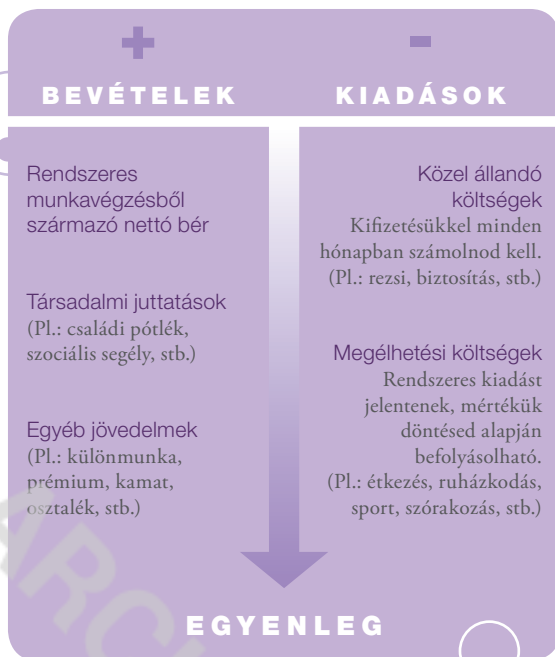 +
-
BEVÉTELEK
KIADÁSOK
Rendszeres
munkavégzésből
származó nettó bér
Társadalmi juttatások
(Pl.: családi pótlék,
szociális segély, stb.)
Egyéb jövedelmek
(Pl.: különmunka,
prémium, kamat,
osztalék, stb.)
Közel állandó
költségek
Kifizetésükkel minden
hónapban számolnod kell.
(Pl.: rezsi, biztosítás, stb.)
Megélhetési költségek
Rendszeres kiadást
jelentenek, mértékük
döntésed alapján
befolyásolható.
(Pl.: étkezés, ruházkodás,
sport, szórakozás, stb.)
EGYENLEG